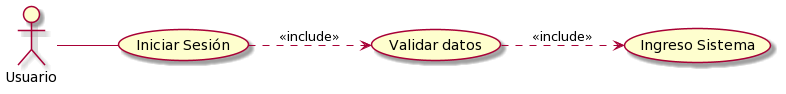 Usuario
Iniciar Sesión
«include»
Validar datos
«include»
Ingreso Sistema